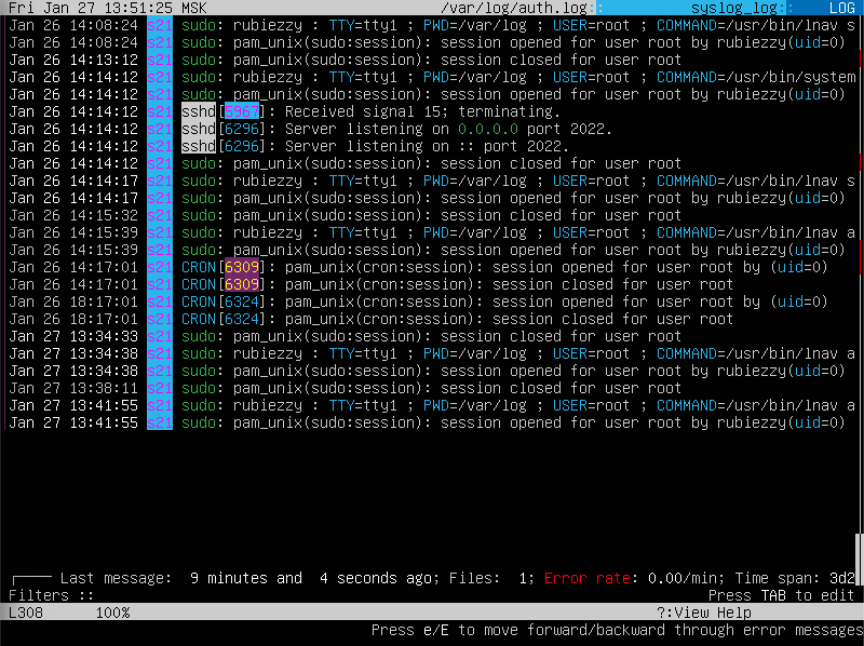 Fri Jan 27 13:51:25 MSK /var/log/auth.log: syslog_log: LOG
Jan 26 14:08:24 s21 sudo: rubiezzy : TTY=tty1 ; PWD=/var/log ; USER=root ; COMMAND=/usr/bin/lnav s
Jan 26 14:08:24 s21 sudo: pam_unix(sudo:session): session opened for user root by rubiezzy(uid=0)
Jan 26 14:13:12 s21 sudo: pam_unix(sudo:session): session closed for user root
Jan 26 14:14:12 s21 sudo: rubiezzy : TTY=tty1 ; PWD=/var/log ; USER=root ; COMMAND=/usr/bin/system
Jan 26 14:14:12 s21 sudo: pam_unix(sudo:session): session opened for user root by rubiezzy(uid=0)
Jan 26 14:14:12 s21 sshd[5967]: Received signal 15; terminating.
Jan 26 14:14:12 s21 sshd[6296]: Server listening on 0.0.0.0 port 2022.
Jan 26 14:14:12 s21 sshd[6296]: Server listening on :: port 2022.
Jan 26 14:14:12 s21 sudo: pam_unix(sudo:session): session closed for user root
Jan 26 14:14:17 s21 sudo: rubiezzy : TTY=tty1 ; PWD=/var/log ; USER=root ; COMMAND=/usr/bin/lnav s
Jan 26 14:14:17 s21 sudo: pam_unix(sudo:session): session opened for user root by rubiezzy(uid=0)
Jan 26 14:15:32 s21 sudo: pam_unix(sudo:session): session closed for user root
Jan 26 14:15:39 s21 sudo: rubiezzy : TTY=tty1 ; PWD=/var/log ; USER=root ; COMMAND=/usr/bin/lnav a
Jan 26 14:15:39 s21 sudo: pam_unix(sudo:session): session opened for user root by rubiezzy(uid=0)
Jan 26 14:17:01 s21 CRON[6309]: pam_unix(cron:session): session opened for user root by (uid=0)
Jan 26 14:17:01 s21 CRON[6309]: pam_unix(cron:session): session closed for user root
Jan 26 18:17:01 s21 CRON[6324]: pam_unix(cron:session): session opened for user root by (uid=0)
Jan 26 18:17:01 s21 CRON[6324]: pam_unix(cron:session): session closed for user root
Jan 27 13:34:33 s21 sudo: pam_unix(sudo:session): session closed for user root
Jan 27 13:34:38 s21 sudo: rubiezzy : TTY=tty1 ; PWD=/var/log ; USER=root ; COMMAND=/usr/bin/lnav a
Jan 27 13:34:38 s21 sudo: pam_unix(sudo:session): session opened for user root by rubiezzy(uid=0)
Jan 27 13:38:11 s21 sudo: pam_unix(sudo:session): session closed for user root
Jan 27 13:41:55 s21 sudo: rubiezzy : TTY=tty1 ; PWD=/var/log ; USER=root ; COMMAND=/usr/bin/lnav a
Jan 27 13:41:55 s21 sudo: pam_unix(sudo:session): session opened for user root by rubiezzy(uid=0)
Last message: 9 minutes and 4 seconds ago; Files: 1; Error rate: 0.00/min; Time span: 3d2
Filters :: Press TAB to edit
L308 100% ?:View Help
Press e/E to move forward/backward through error messages